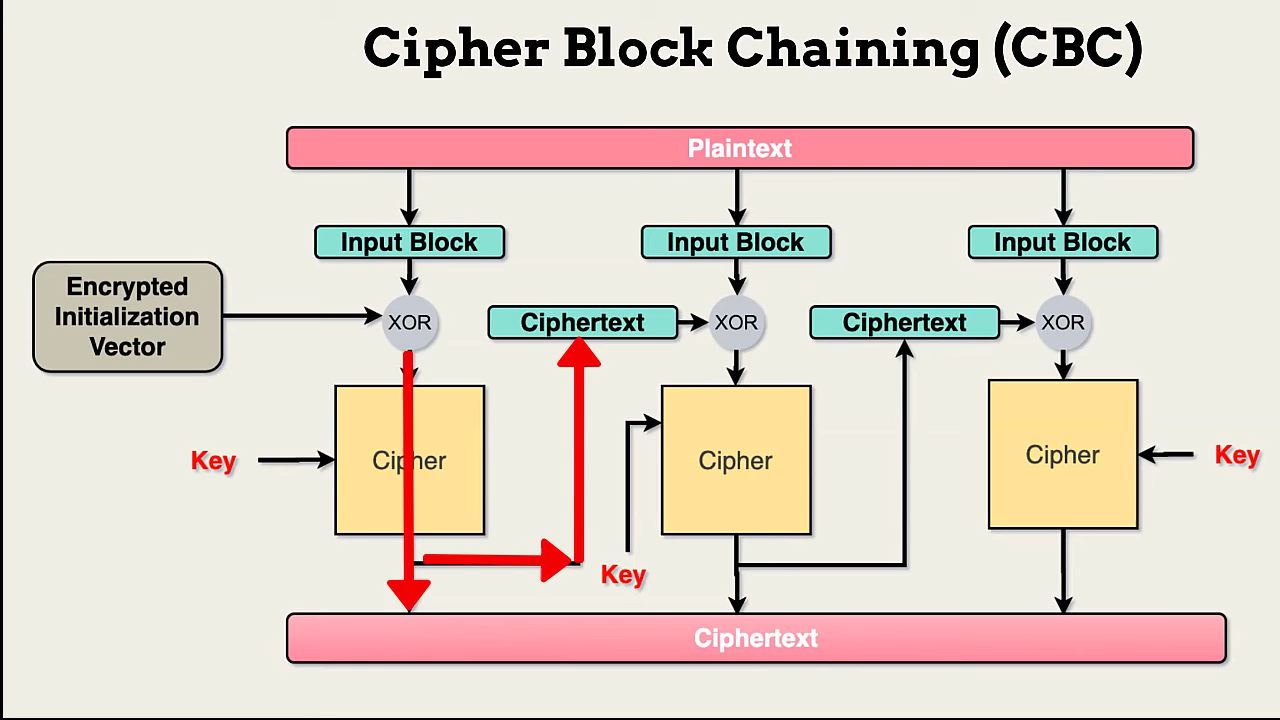 Cipher Block Chaining (CBC)
Plaintext
Input Block
Input Block
Input Block
Encrypted
Initialization
Vector
XOR
Ciphertext
XOR
Ciphertext
XOR
Key
Cipher
Cipher
Cipher
Key
Key
Ciphertext